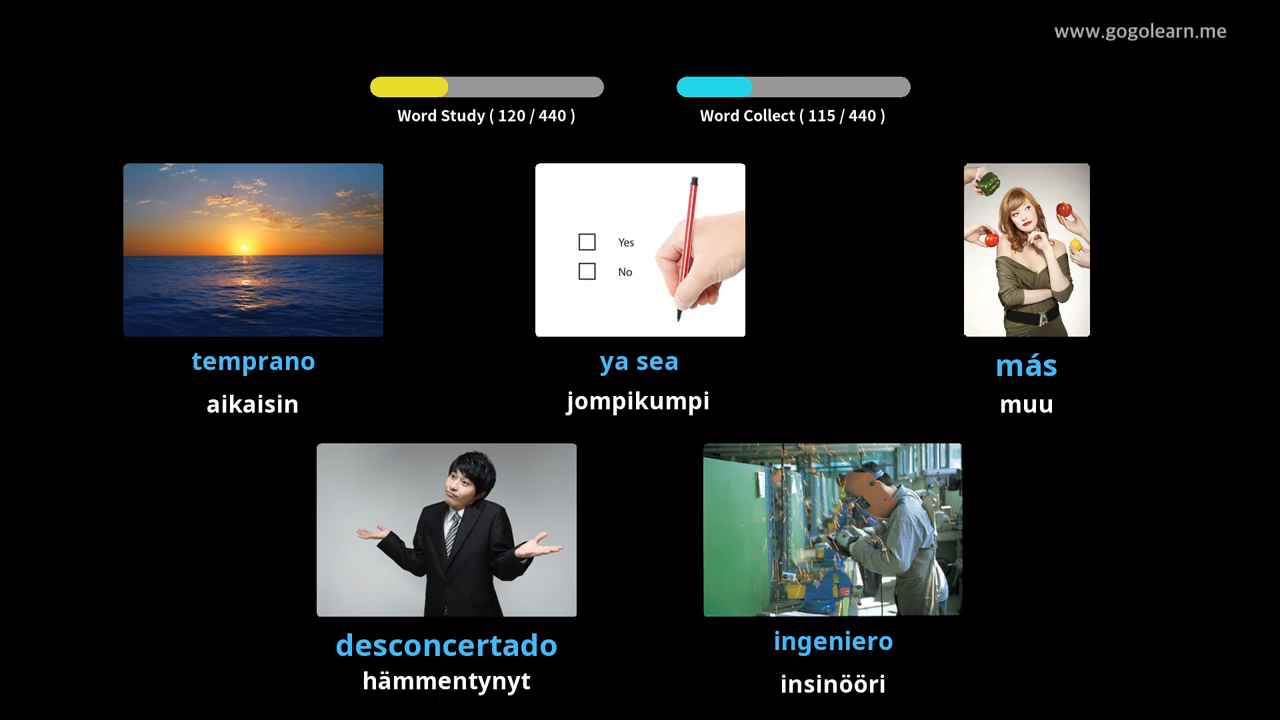 www.gogolearn.me
Word Study ( 120 / 440 )
Word Collect ( 115 / 440 )
Yes
No
temprano
aikaisin
ya sea
jompikumpi
más
muu
desconcertado
hämmentynyt
ingeniero
insinööri